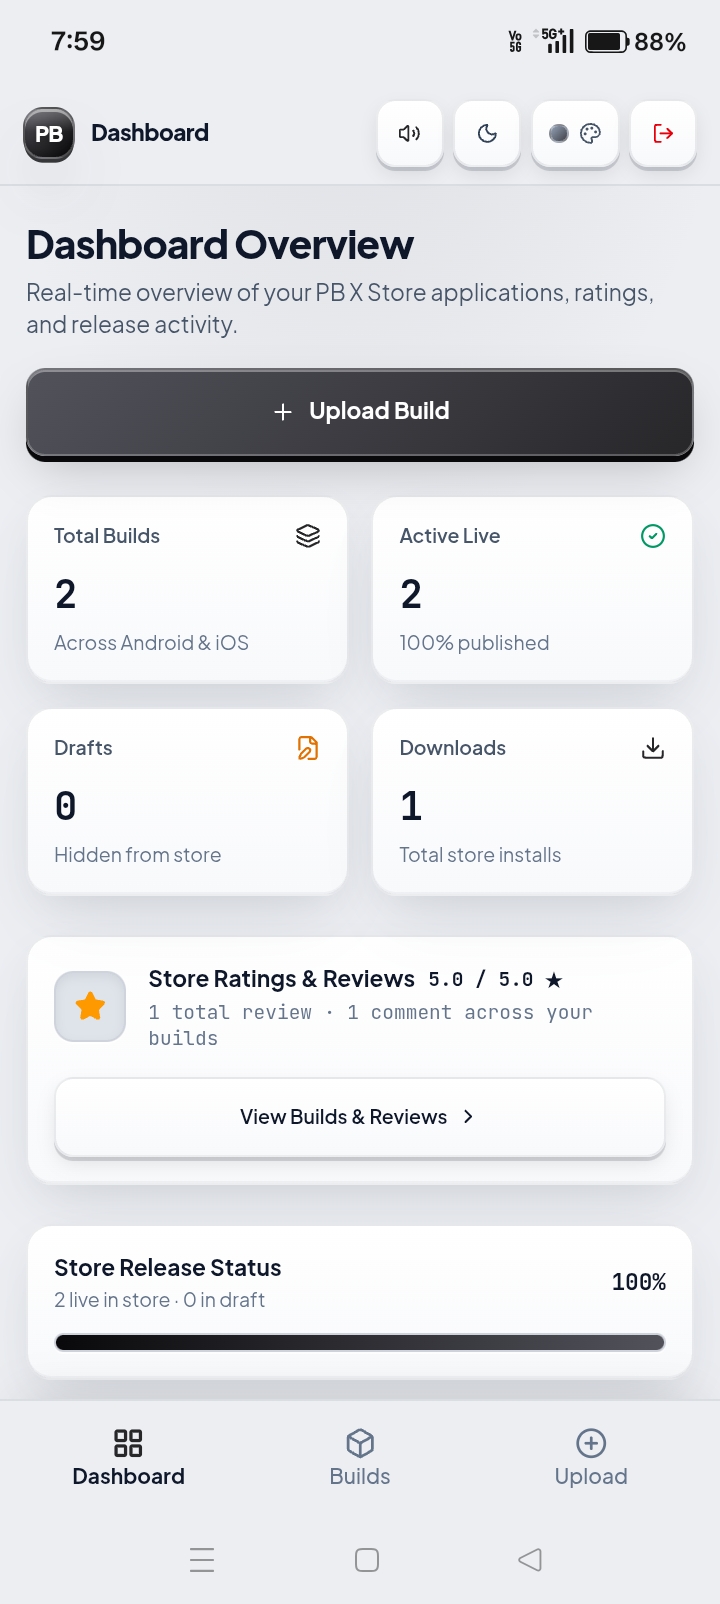 7:59
Vo 5G
5G+
88%
PB
Dashboard
Dashboard Overview
Real-time overview of your PB X Store applications, ratings,
and release activity.
Upload Build
Total Builds
2
Across Android & iOS
Active Live
2
100% published
Drafts
0
Hidden from store
Downloads
1
Total store installs
Store Ratings & Reviews 5.0 / 5.0 ★
1 total review · 1 comment across your
builds
View Builds & Reviews
Store Release Status
2 live in store · 0 in draft
100%
Dashboard
Builds
Upload